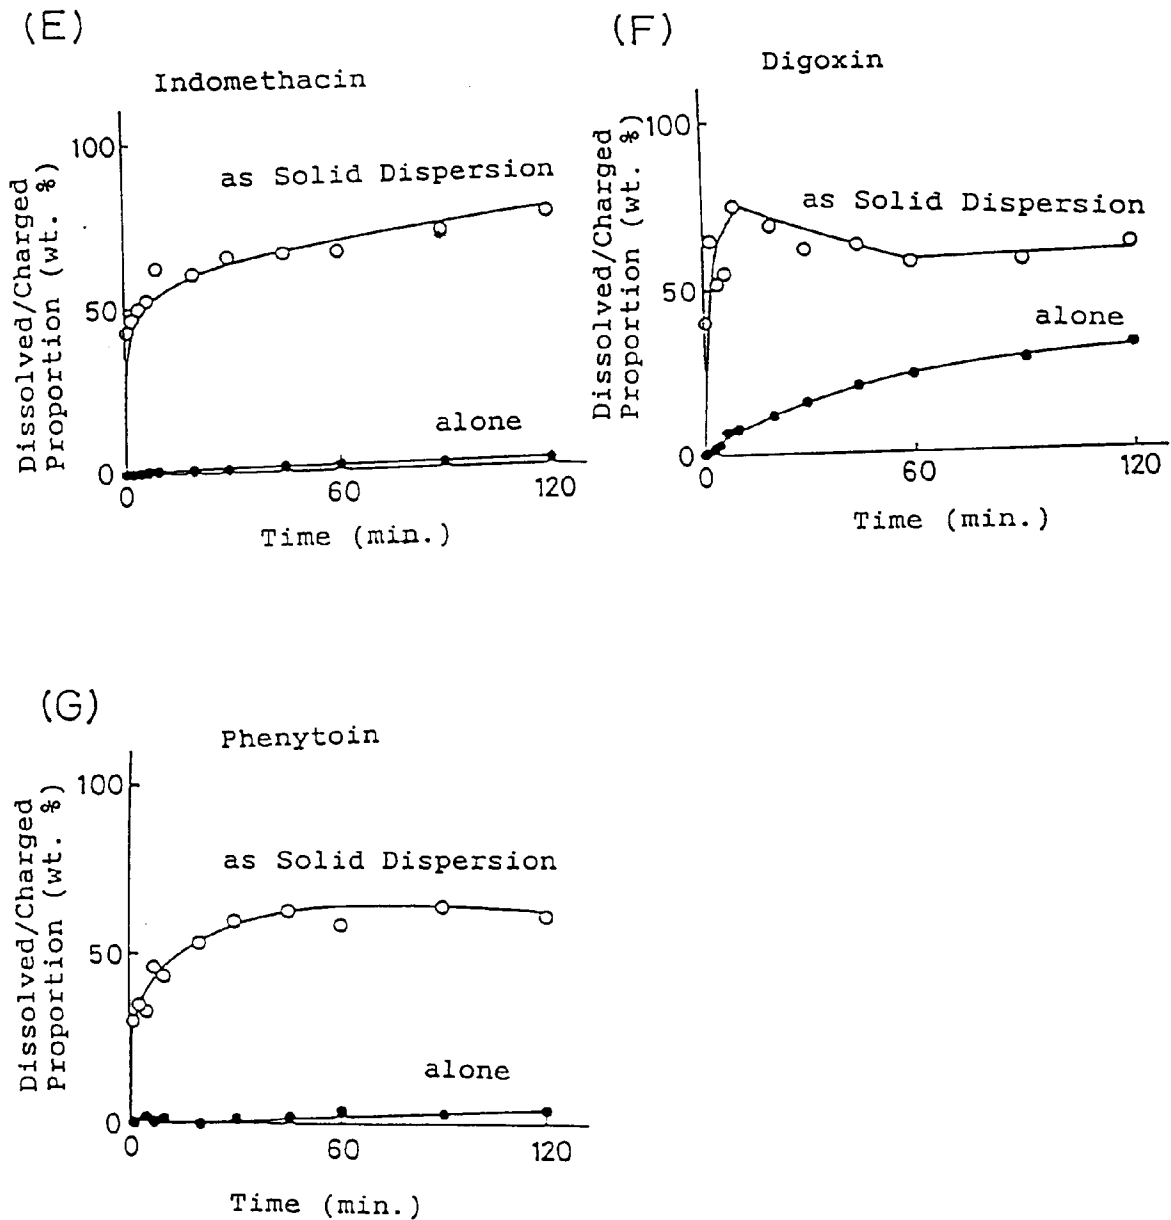 (E)
Indomethacin
Dissolved/Charged
Proportion (wt. %)
100
50
0
as Solid Dispersion
alone
0 60 120
Time (min.)
(F)
Digoxin
Dissolved/Charged
Proportion (wt. %)
100
50
0
as Solid Dispersion
alone
0 60 120
Time (min.)
(G)
Phenytoin
Dissolved/Charged
Proportion (wt. %)
100
50
0
as Solid Dispersion
alone
0 60 120
Time (min.)